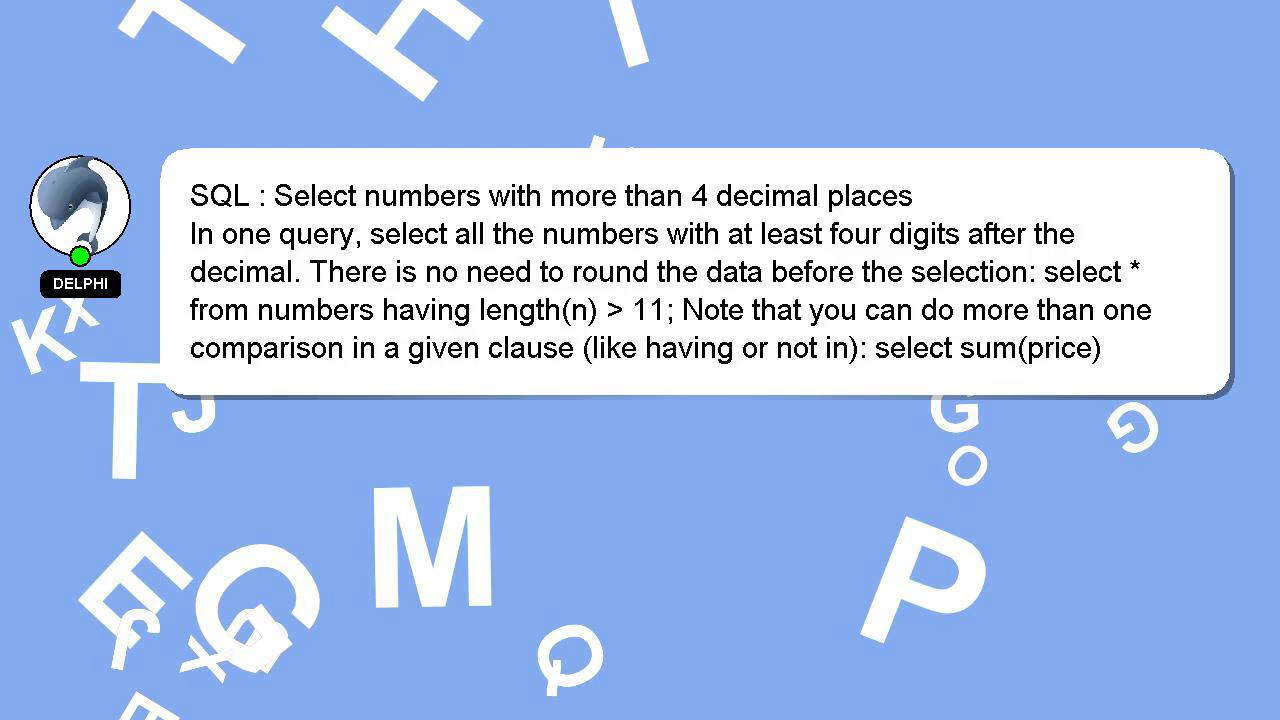 SQL : Select numbers with more than 4 decimal places
In one query, select all the numbers with at least four digits after the
decimal. There is no need to round the data before the selection: select *
from numbers having length(n) > 11; Note that you can do more than one
comparison in a given clause (like having or not in): select sum(price)
DELPHI
H
K
X
T
J
G
G
O
M
E
G
P
J
X
Q
E